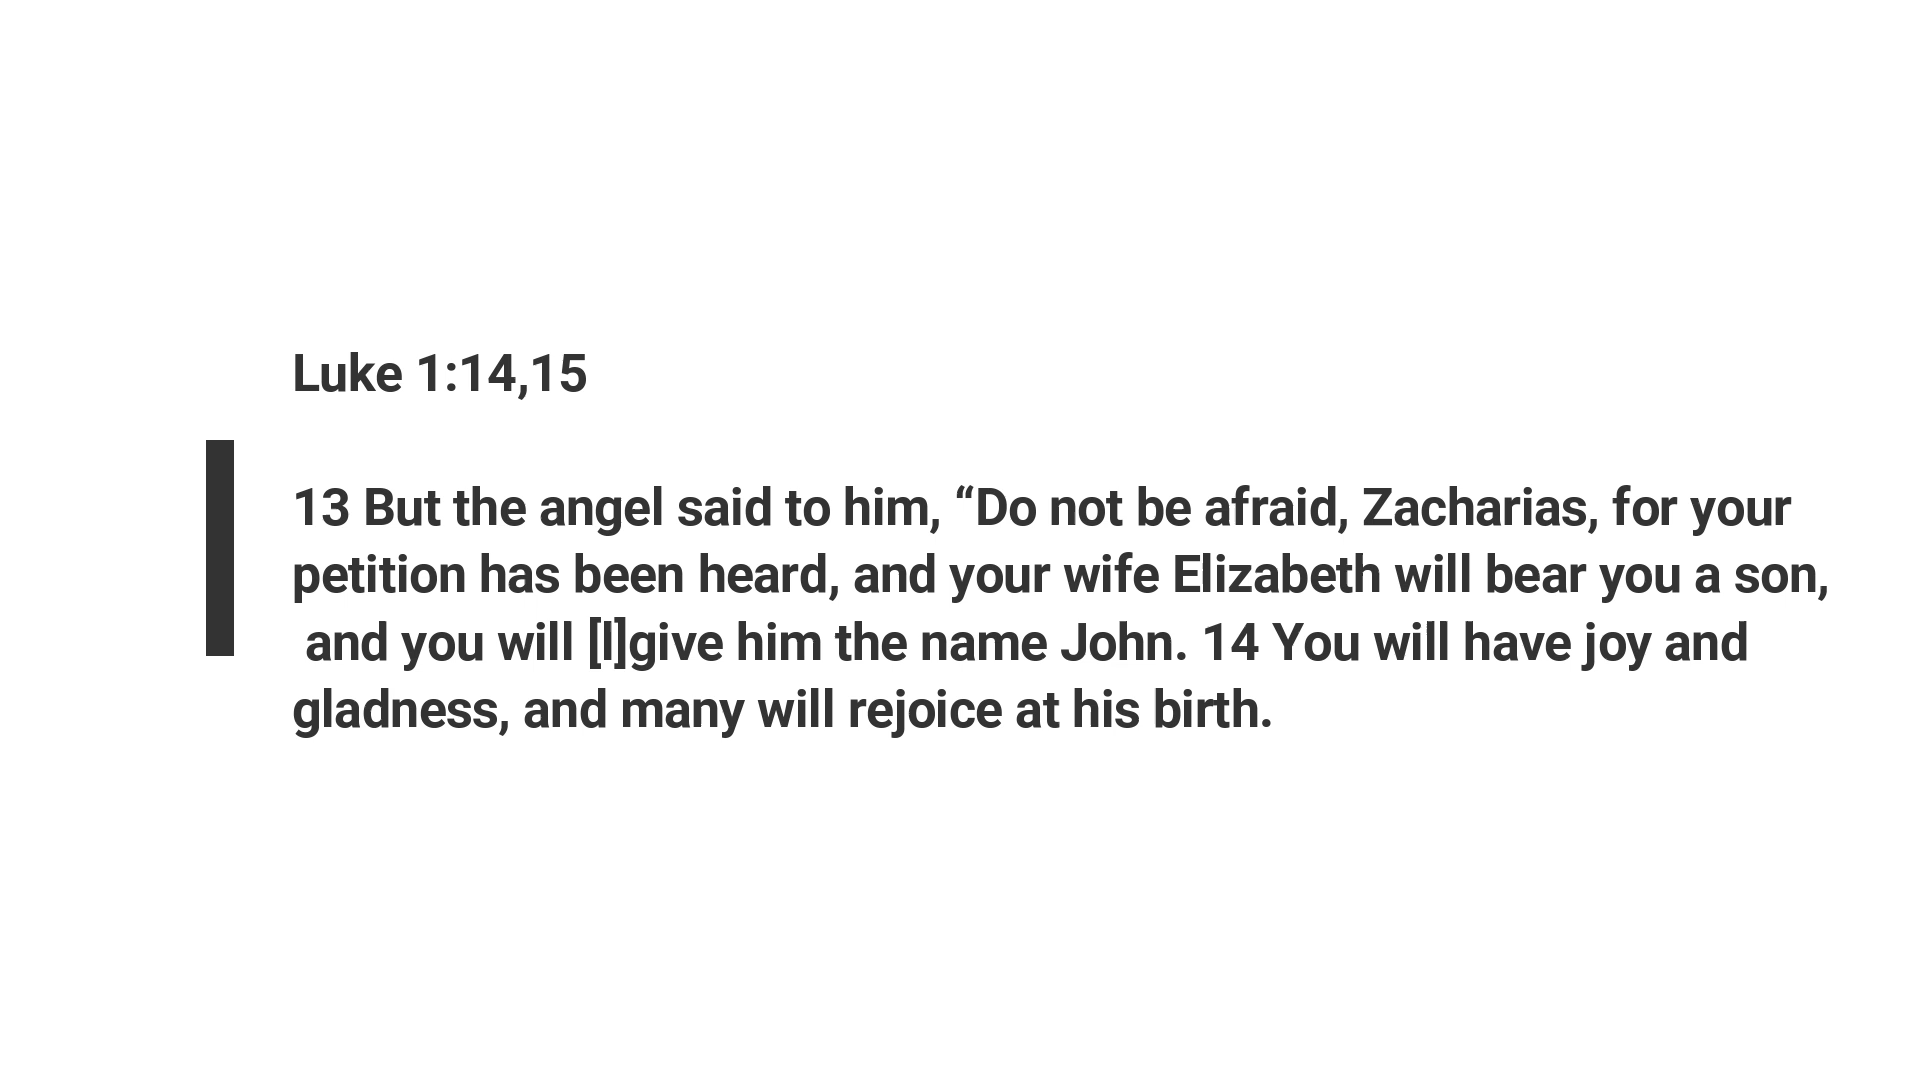 Luke 1:14,15
13 But the angel said to him, “Do not be afraid, Zacharias, for your
petition has been heard, and your wife Elizabeth will bear you a son,
and you will [l]give him the name John. 14 You will have joy and
gladness, and many will rejoice at his birth.